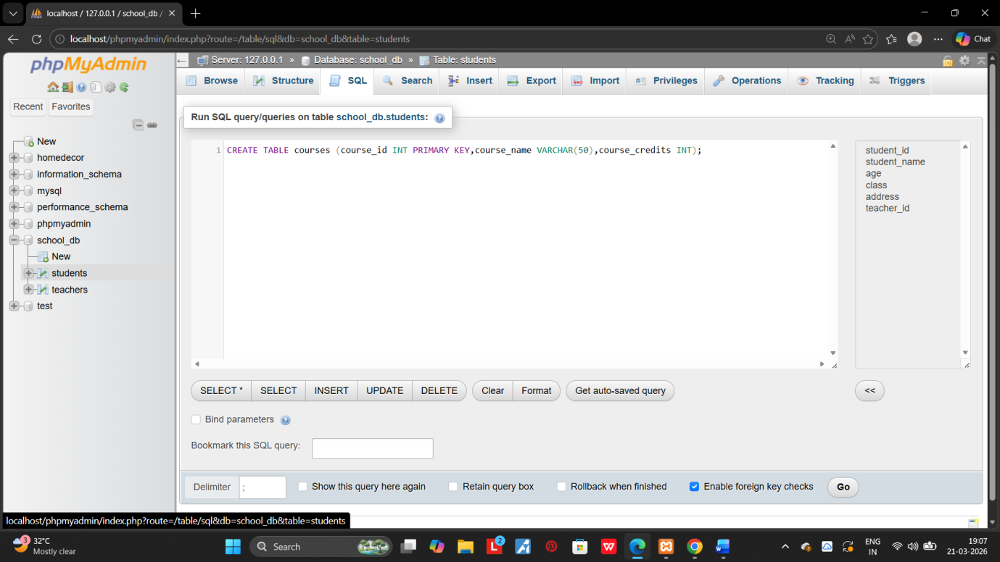 localhost / 127.0.0.1 / school_db /
localhost/phpmyadmin/index.php?route=/table/sql&db=school_db&table=students
Chat
phpMyAdmin
Recent
Favorites
New
homedecor
information_schema
mysql
performance_schema
phpmyadmin
school_db
New
students
teachers
test
Server: 127.0.0.1 » Database: school_db » Table: students
Browse Structure SQL Search Insert Export Import Privileges Operations Tracking Triggers
Run SQL query/queries on table school_db.students:
1 CREATE TABLE courses (course_id INT PRIMARY KEY,course_name VARCHAR(50),course_credits INT);
student_id
student_name
age
class
address
teacher_id
SELECT * SELECT INSERT UPDATE DELETE Clear Format Get auto-saved query <<
Bind parameters
Bookmark this SQL query:
Delimiter ; Show this query here again Retain query box Rollback when finished Enable foreign key checks Go
localhost/phpmyadmin/index.php?route=/table/sql&db=school_db&table=students
3
32°C
Mostly clear
Search
2
ENG
IN
19:07
21-03-2026